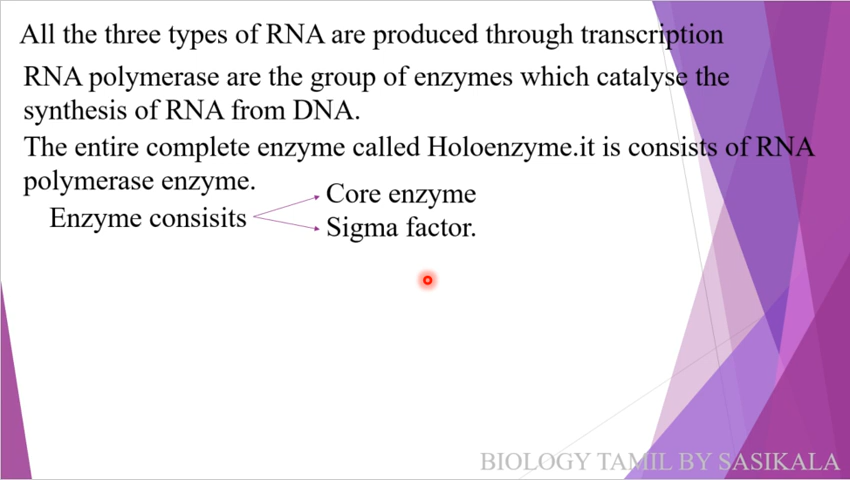 All the three types of RNA are produced through transcription
RNA polymerase are the group of enzymes which catalyse the
synthesis of RNA from DNA.
The entire complete enzyme called Holoenzyme.it is consists of RNA
polymerase enzyme.
Core enzyme
Enzyme consisits
Sigma factor.
BIOLOGY TAMIL BY SASIKALA